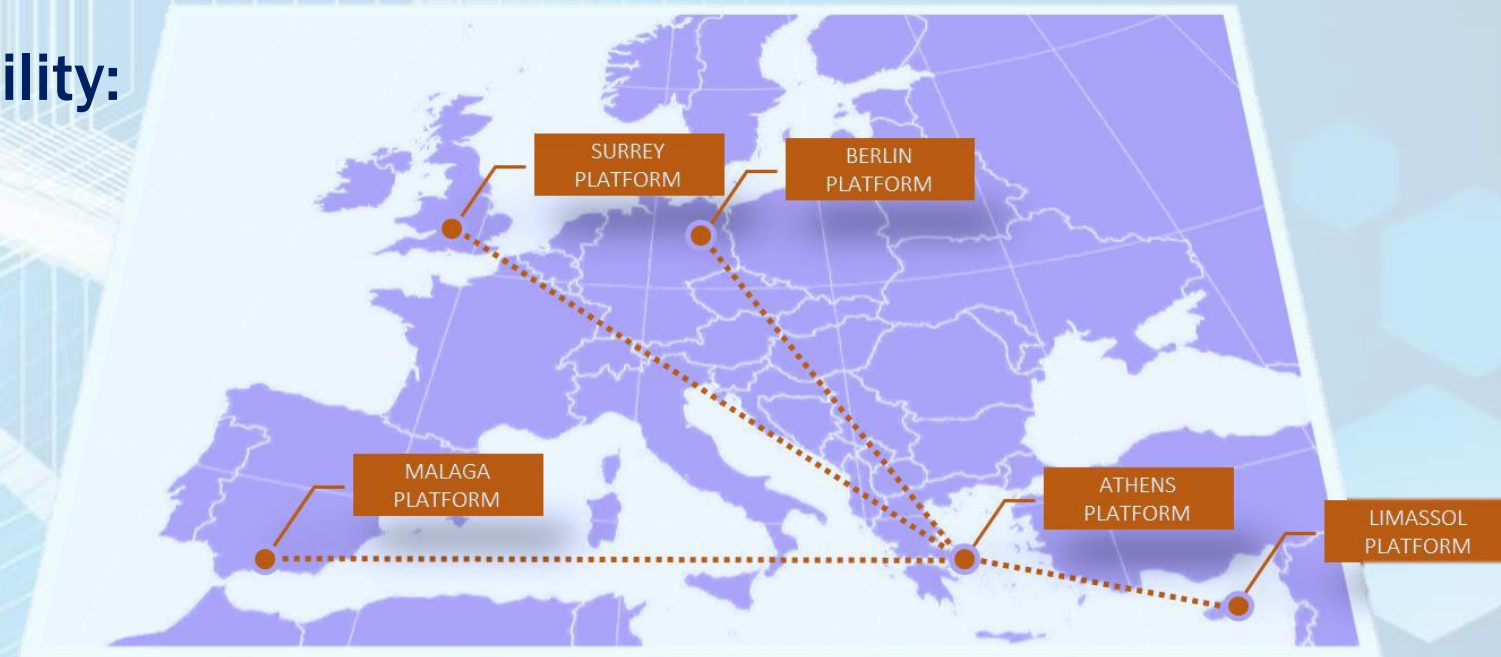 ility:
SURREY
PLATFORM
BERLIN
PLATFORM
MALAGA
PLATFORM
ATHENS
PLATFORM
LIMASSOL
PLATFORM